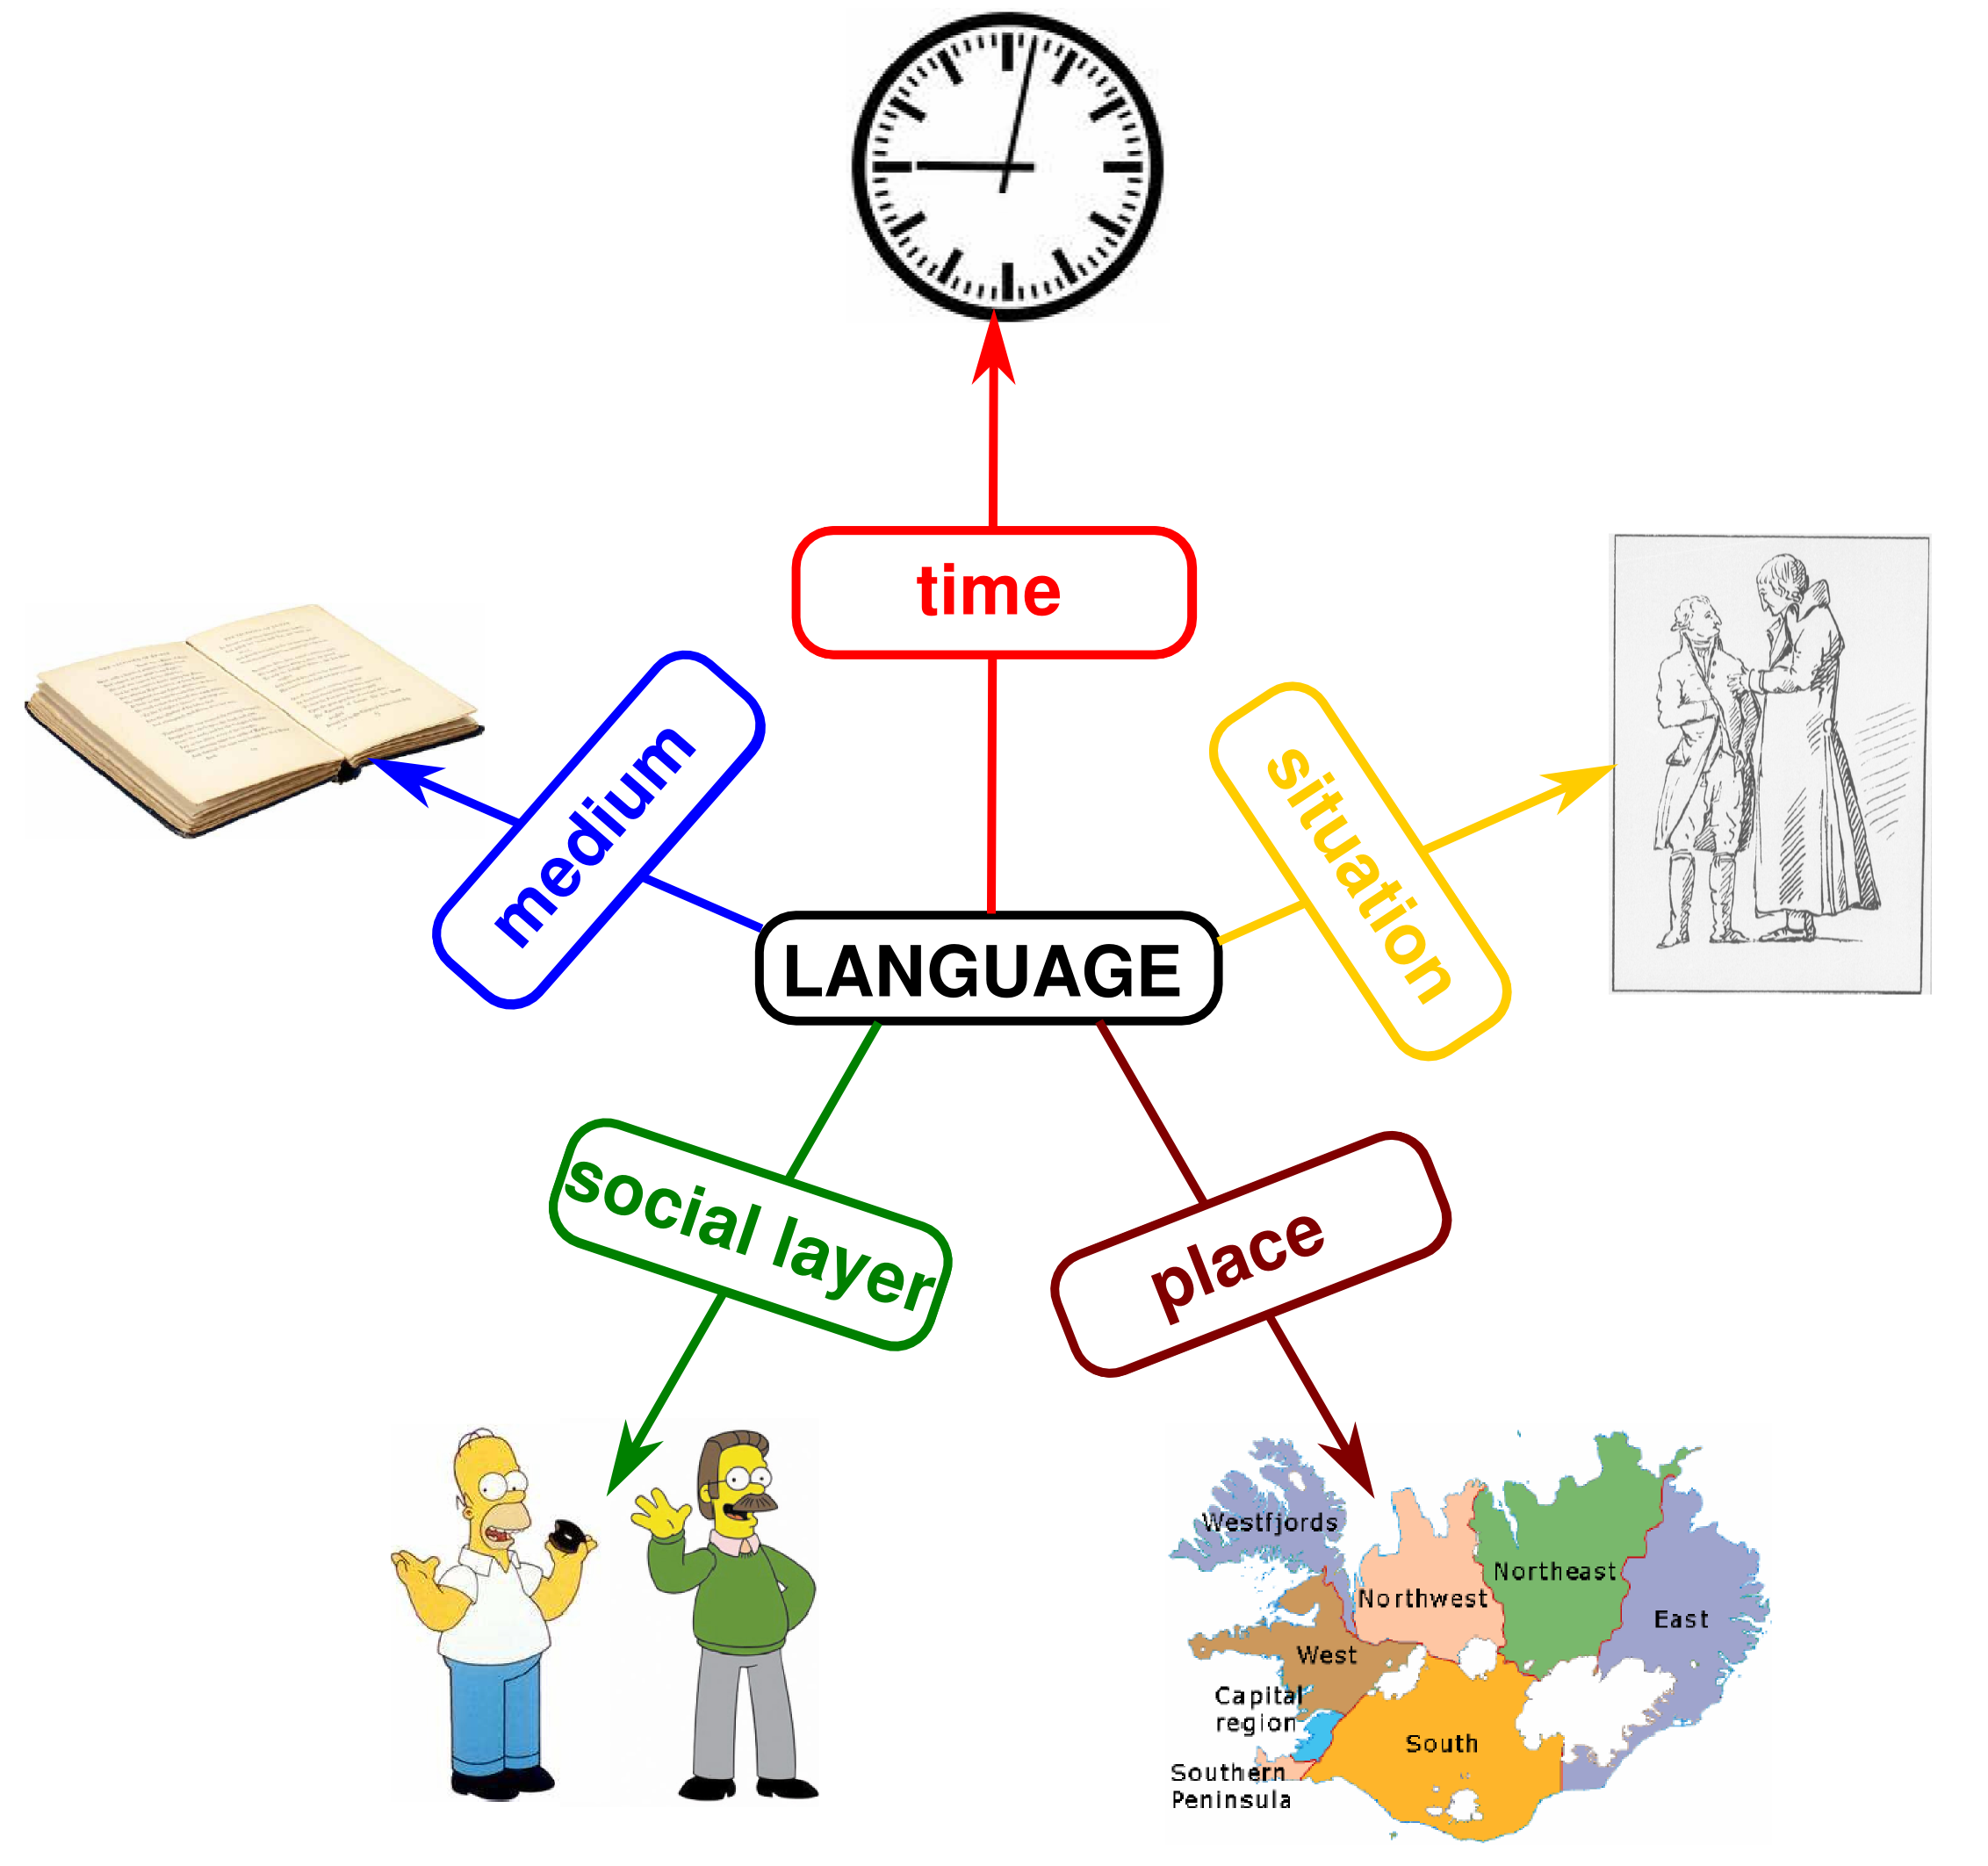 time
medium
situation
LANGUAGE
social layer
place
Westfjords
Northwest
Northeast
East
West
Capital
region
South
Southern
Peninsula